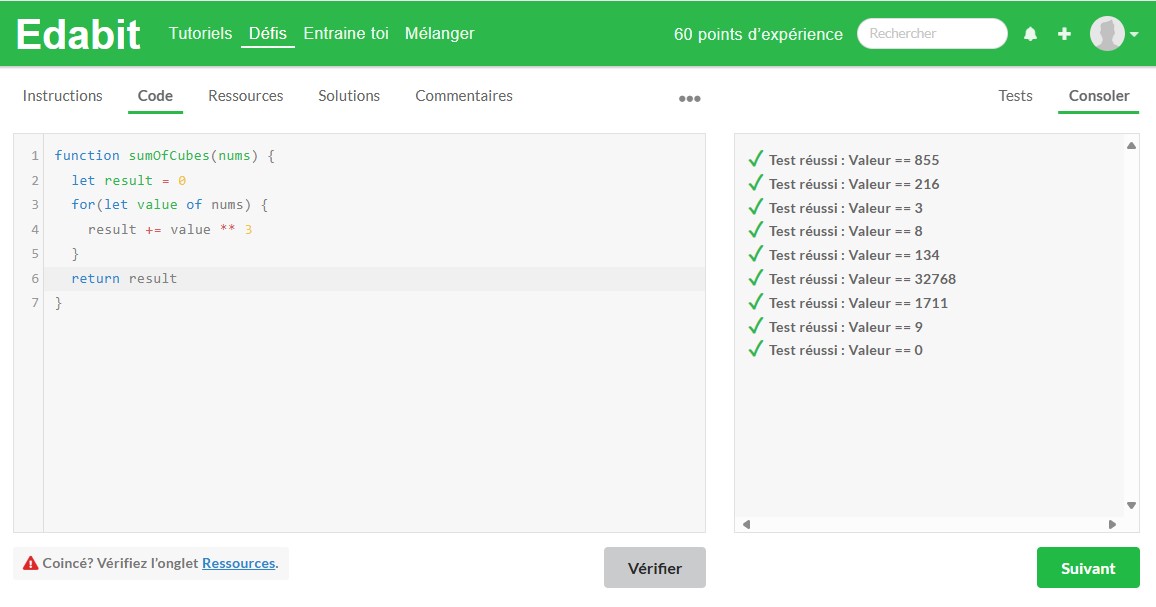 Edabit Tutoriels Défis Entraine toi Mélanger 60 points d’expérience Rechercher
Instructions Code Ressources Solutions Commentaires ••• Tests Consoler
1 function sumOfCubes(nums) {
2 let result = 0
3 for(let value of nums) {
4 result += value ** 3
5 }
6 return result
7 }
Test réussi : Valeur == 855
Test réussi : Valeur == 216
Test réussi : Valeur == 3
Test réussi : Valeur == 8
Test réussi : Valeur == 134
Test réussi : Valeur == 32768
Test réussi : Valeur == 1711
Test réussi : Valeur == 9
Test réussi : Valeur == 0
Coincé? Vérifiez l’onglet Ressources.
Vérifier
Suivant